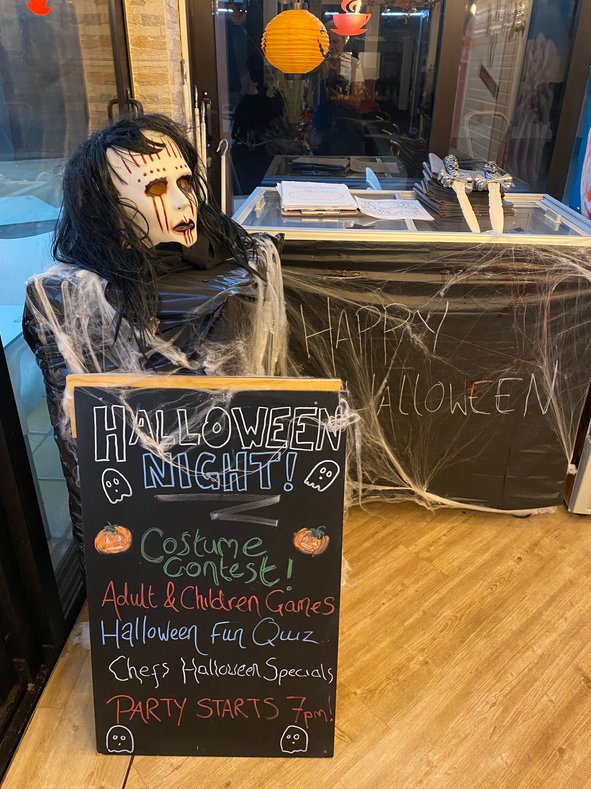 HAPPY
HALLOWEEN
HALLOWEEN
NIGHT!
Costume
Contest!
Adult & Children Games
Halloween Fun Quiz
Chefs Halloween Specials
PARTY STARTS 7pm!